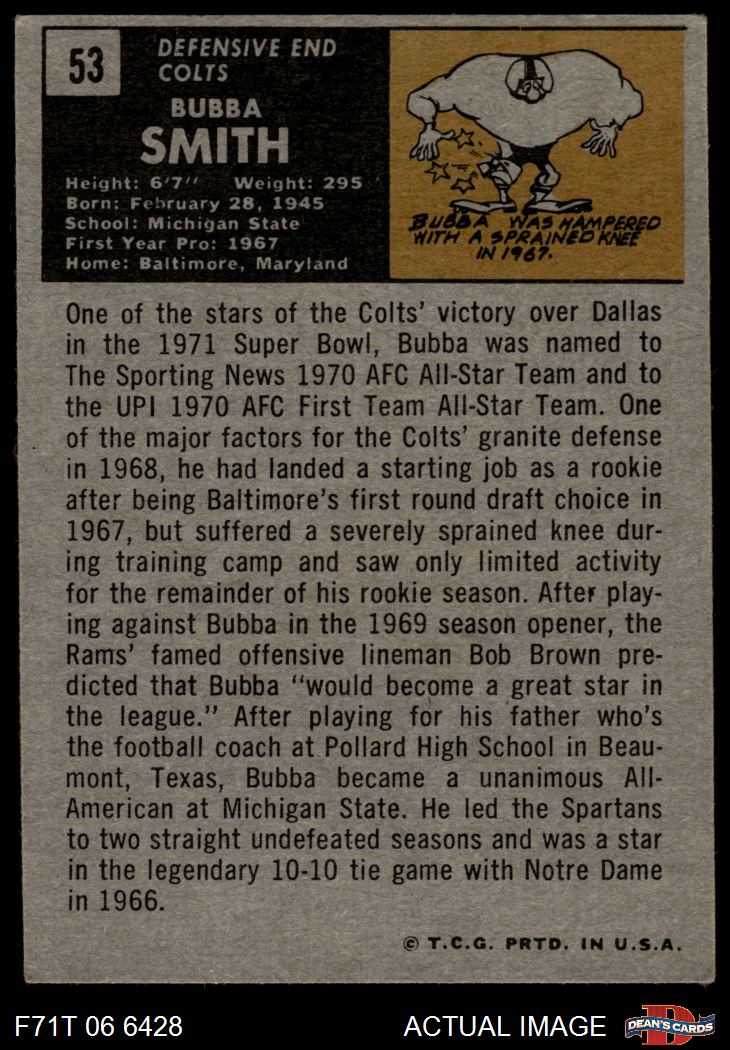 53
DEFENSIVE END
COLTS
BUBBA
SMITH
Height: 6'7" Weight: 295
Born: February 28, 1945
School: Michigan State
First Year Pro: 1967
Home: Baltimore, Maryland
BUBBA WAS HAMPERED
WITH A SPRAINED KNEE
IN 1967.
One of the stars of the Colts' victory over Dallas
in the 1971 Super Bowl, Bubba was named to
The Sporting News 1970 AFC All-Star Team and to
the UPI 1970 AFC First Team All-Star Team. One
of the major factors for the Colts' granite defense
in 1968, he had landed a starting job as a rookie
after being Baltimore's first round draft choice in
1967, but suffered a severely sprained knee dur-
ing training camp and saw only limited activity
for the remainder of his rookie season. After play-
ing against Bubba in the 1969 season opener, the
Rams' famed offensive lineman Bob Brown pre-
dicted that Bubba "would become a great star in
the league." After playing for his father who's
the football coach at Pollard High School in Beau-
mont, Texas, Bubba became a unanimous All-
American at Michigan State. He led the Spartans
to two straight undefeated seasons and was a star
in the legendary 10-10 tie game with Notre Dame
in 1966.
© T.C.G. PRTD. IN U.S.A.
F71T 06 6428
ACTUAL IMAGE
D
DEAN'S CARDS